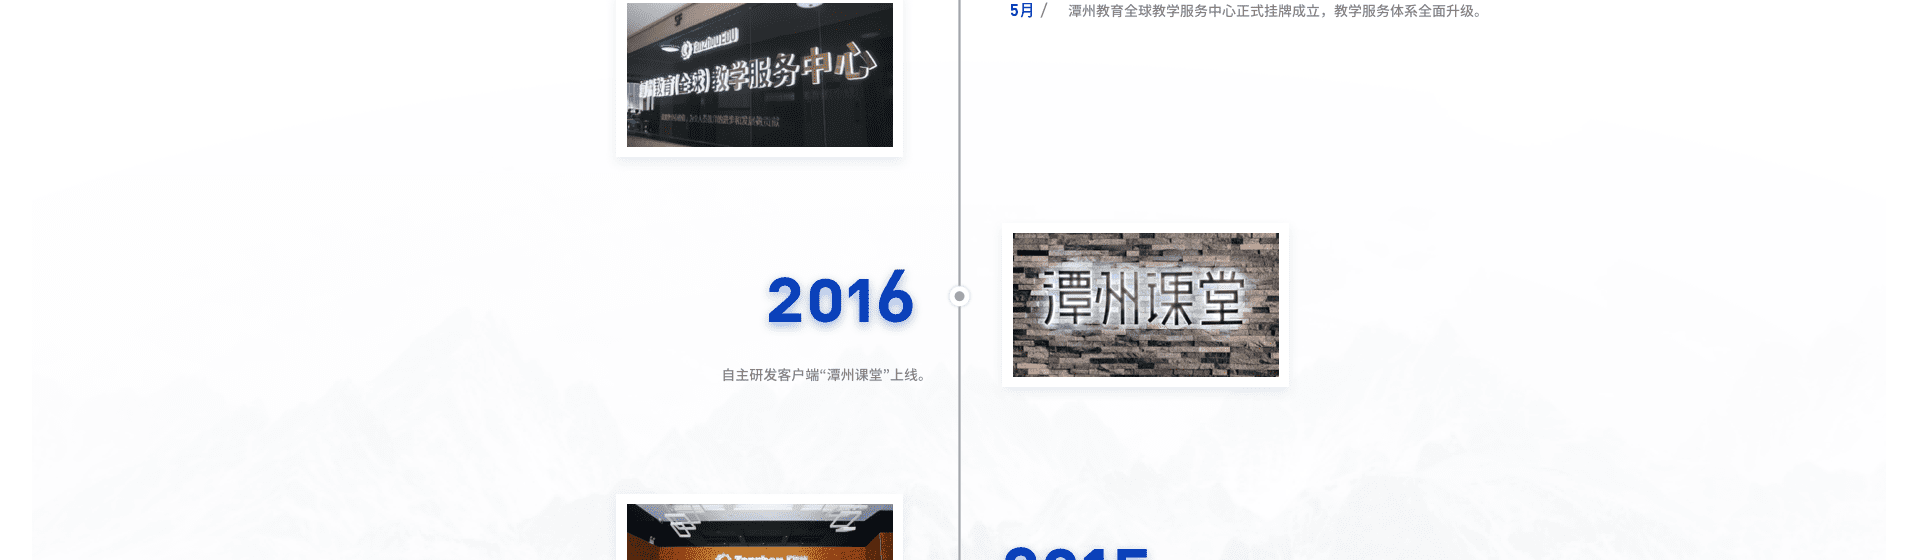 5月 / 潭州教育全球教学服务中心正式挂牌成立，教学服务体系全面升级。
TanzhouEDU
潭州教育(全球)教学服务中心
2016
潭州课堂
自主研发客户端“潭州课堂”上线。
Tanzhou EDU
2015